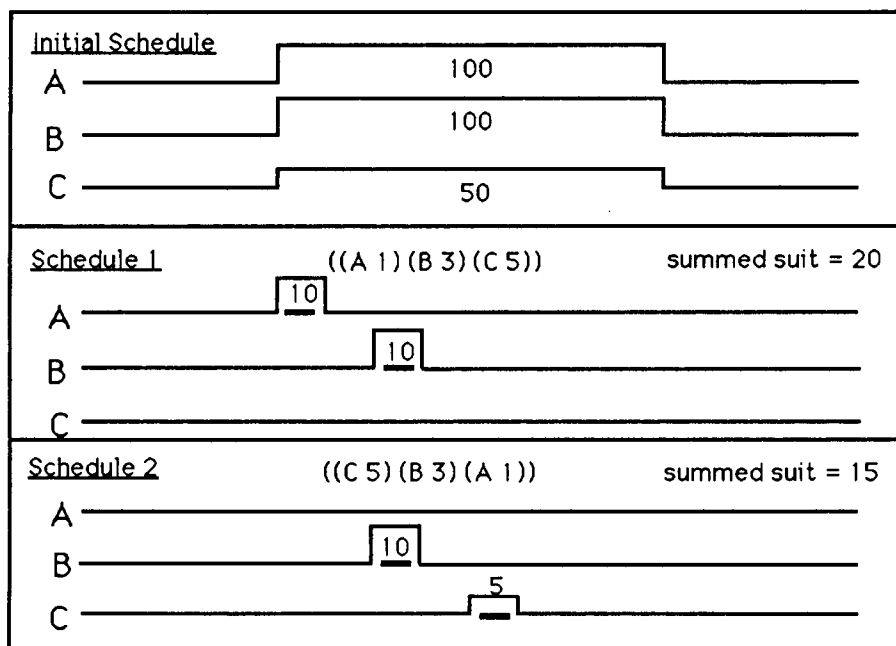 Initial Schedule
A 100
B 100
C 50
Schedule 1 ((A 1) (B 3) (C 5)) summed suit = 20
A 10
B 10
C
Schedule 2 ((C 5) (B 3) (A 1)) summed suit = 15
A
B 10
C 5